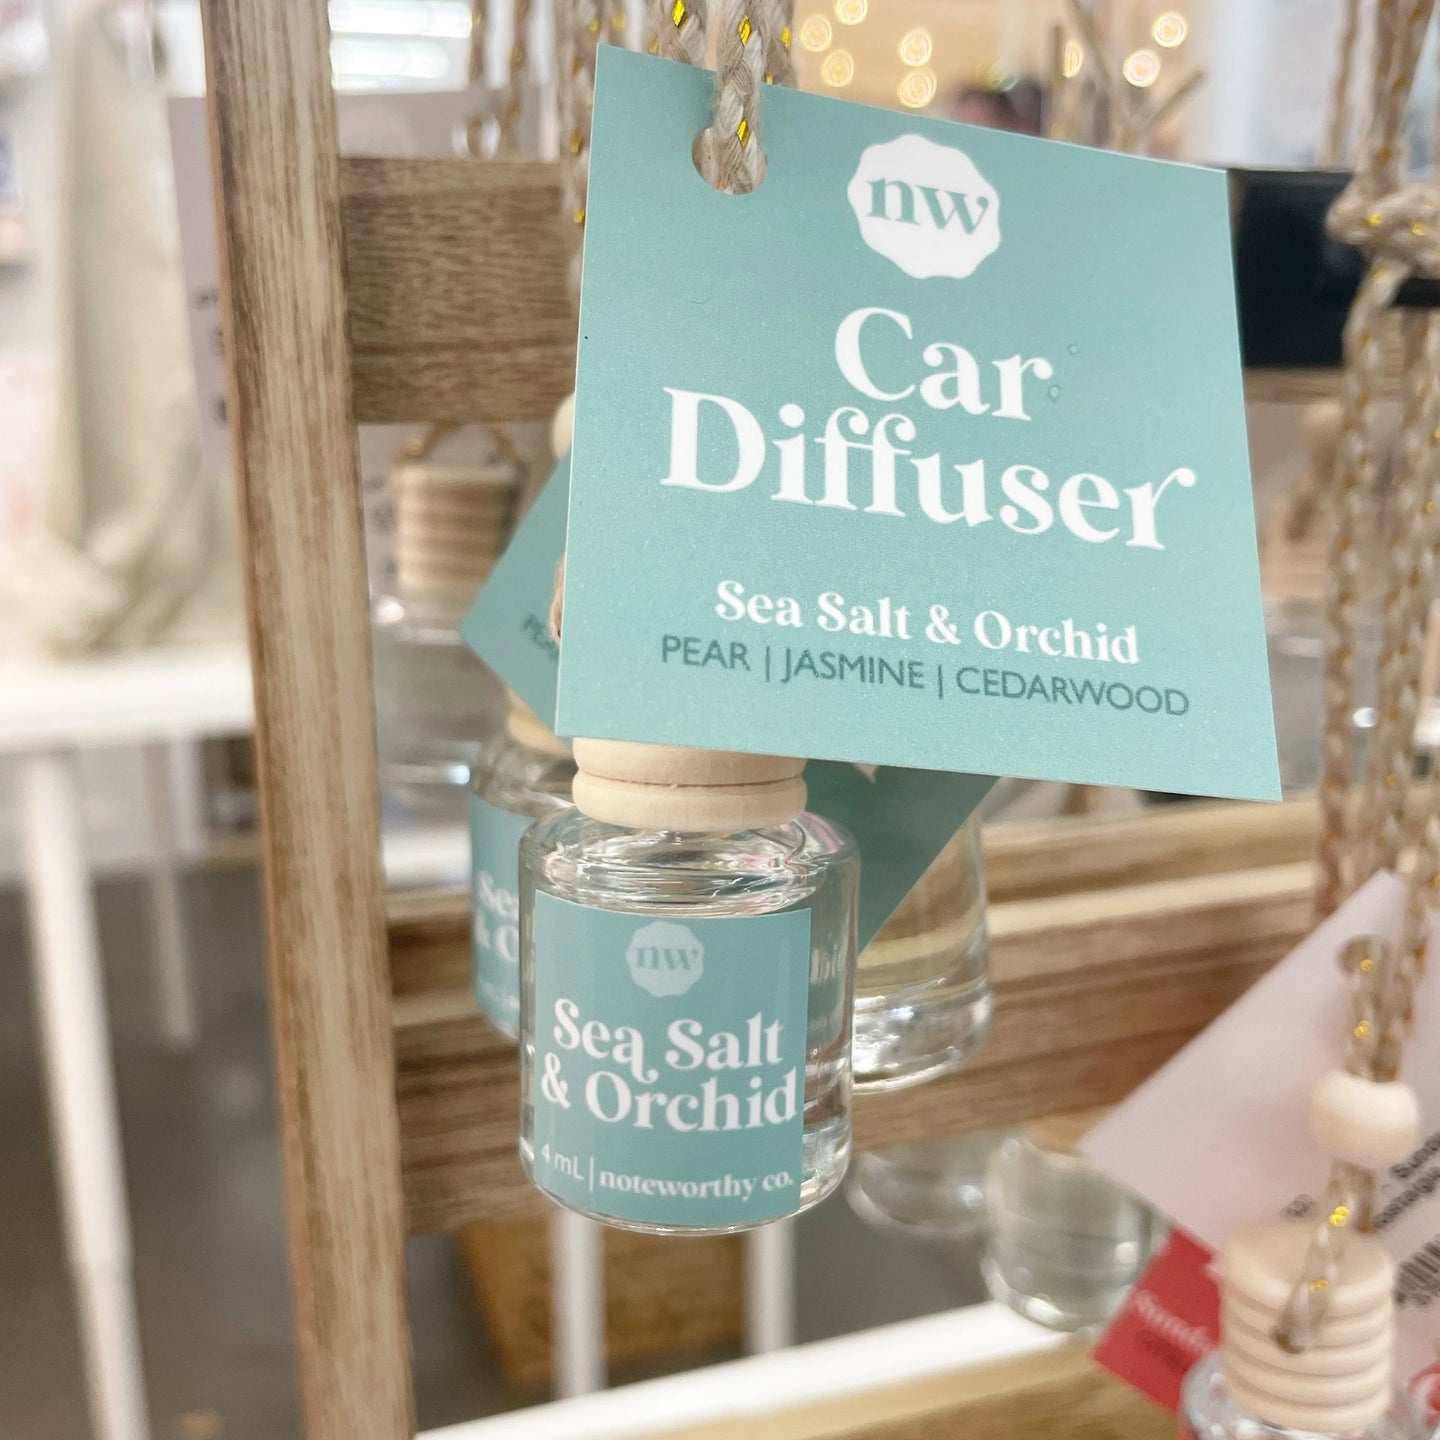 nw
Car
Diffuser
Sea Salt & Orchid
PEAR | JASMINE | CEDARWOOD
nw
Sea Salt
& Orchid
4 mL | noteworthy co.